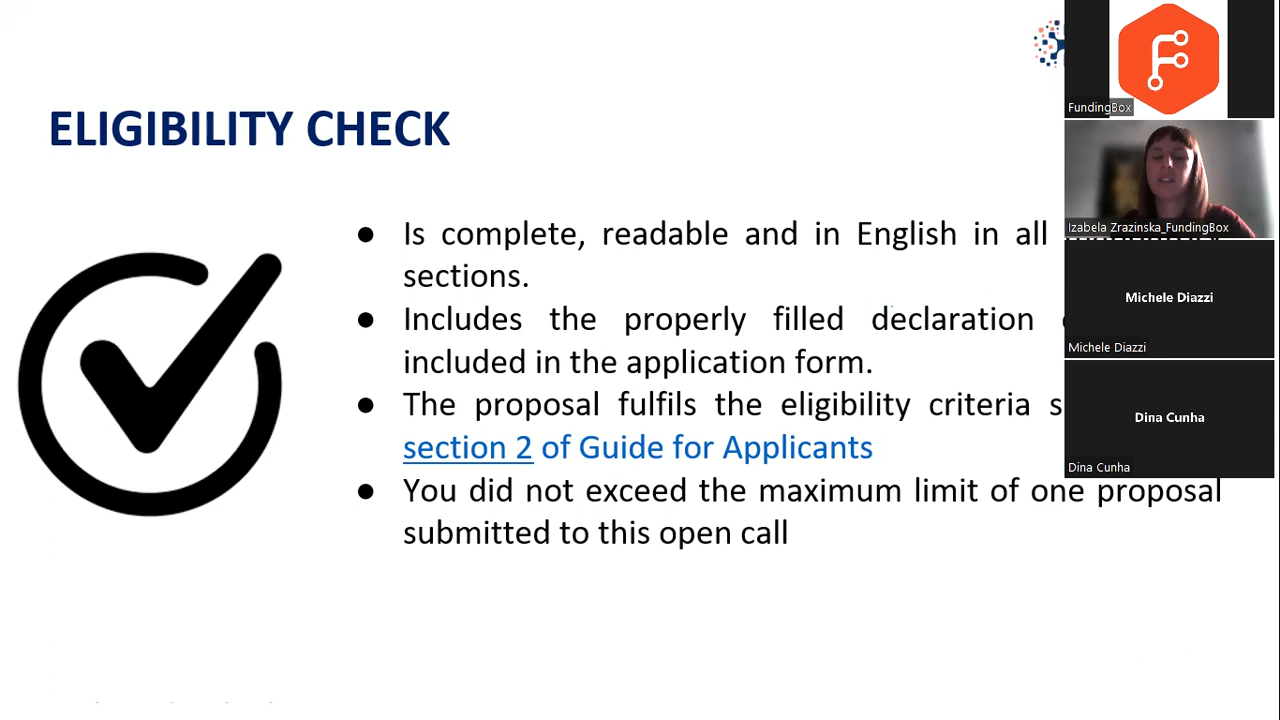 ELIGIBILITY CHECK
● Is complete, readable and in English in all
sections.
● Includes the properly filled declaration
included in the application form.
● The proposal fulfils the eligibility criteria
section 2 of Guide for Applicants
● You did not exceed the maximum limit of one proposal
submitted to this open call
FundingBox
Izabela Zrazinska_FundingBox
Michele Diazzi
Michele Diazzi
Dina Cunha
Dina Cunha